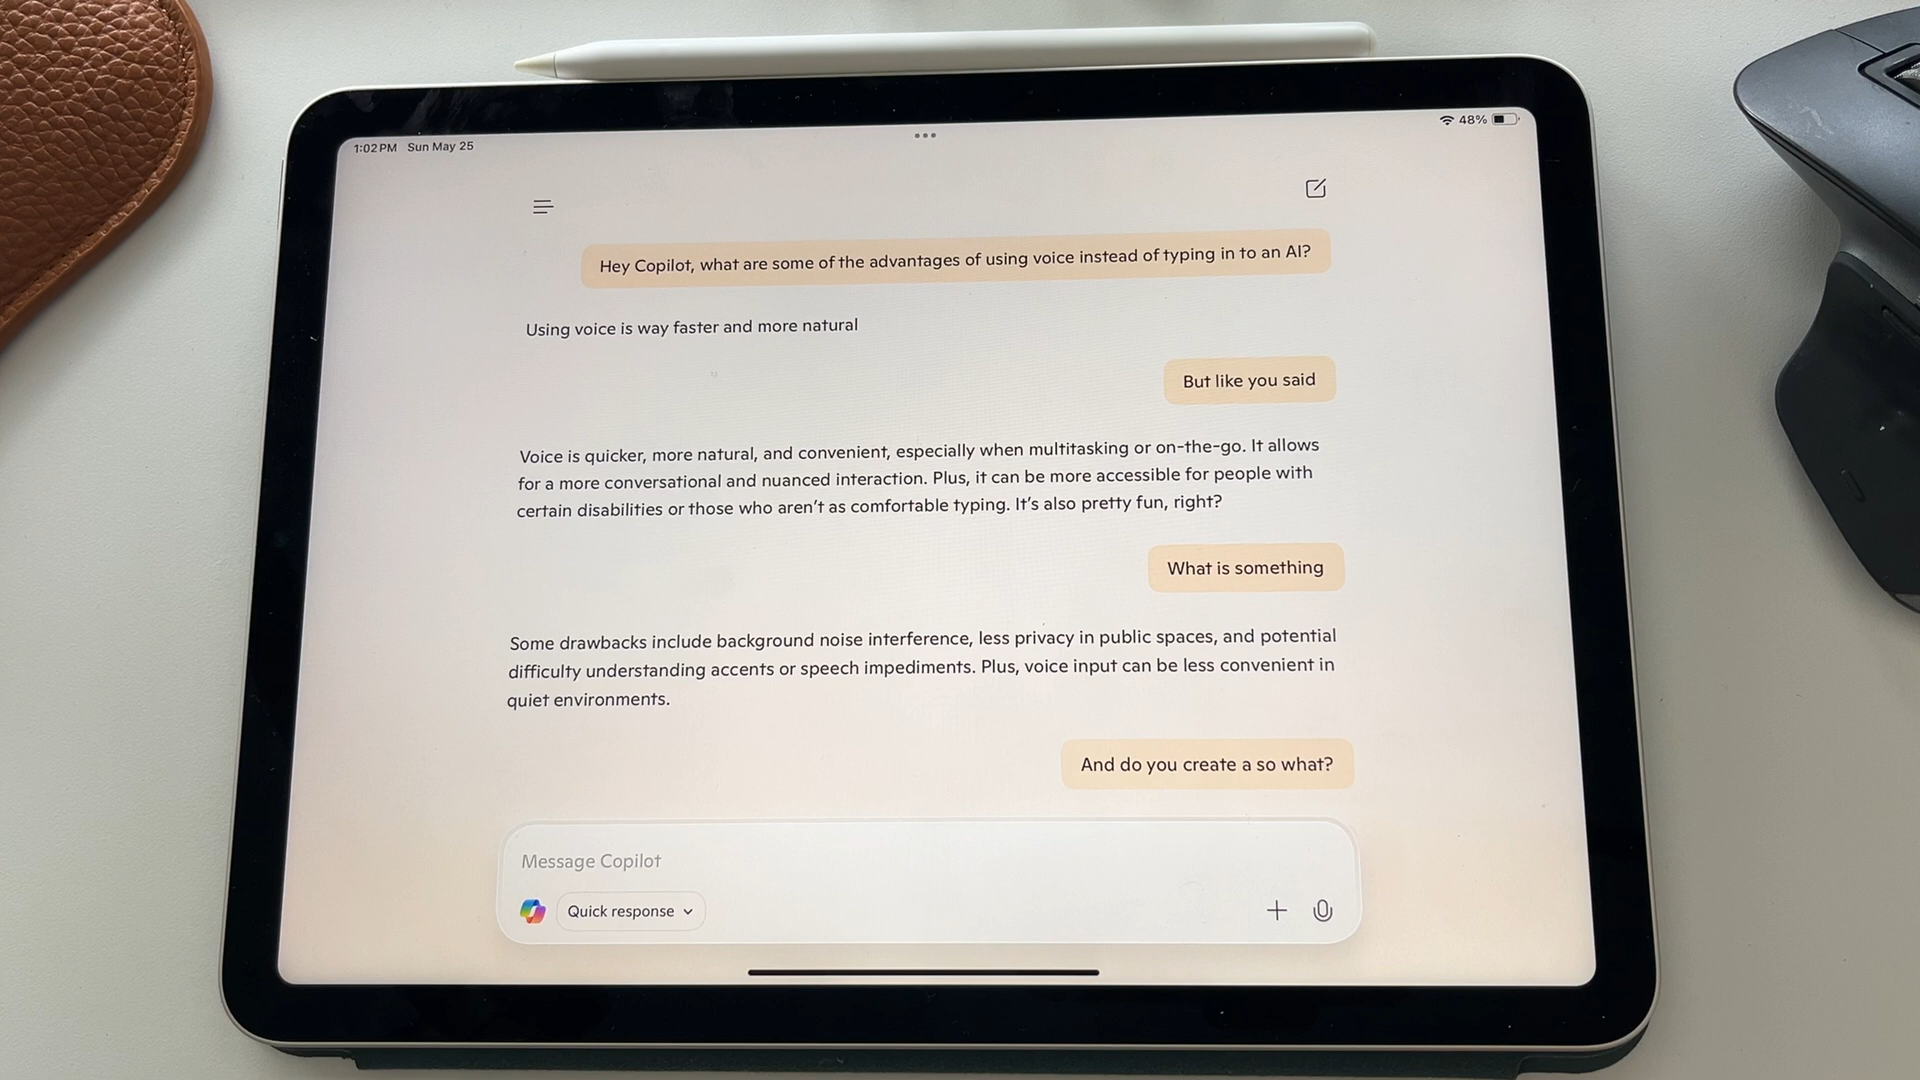 1:02 PM Sun May 25
48%
Hey Copilot, what are some of the advantages of using voice instead of typing in to an AI?
Using voice is way faster and more natural
But like you said
Voice is quicker, more natural, and convenient, especially when multitasking or on-the-go. It allows
for a more conversational and nuanced interaction. Plus, it can be more accessible for people with
certain disabilities or those who aren't as comfortable typing. It's also pretty fun, right?
What is something
Some drawbacks include background noise interference, less privacy in public spaces, and potential
difficulty understanding accents or speech impediments. Plus, voice input can be less convenient in
quiet environments.
And do you create a so what?
Message Copilot
Quick response